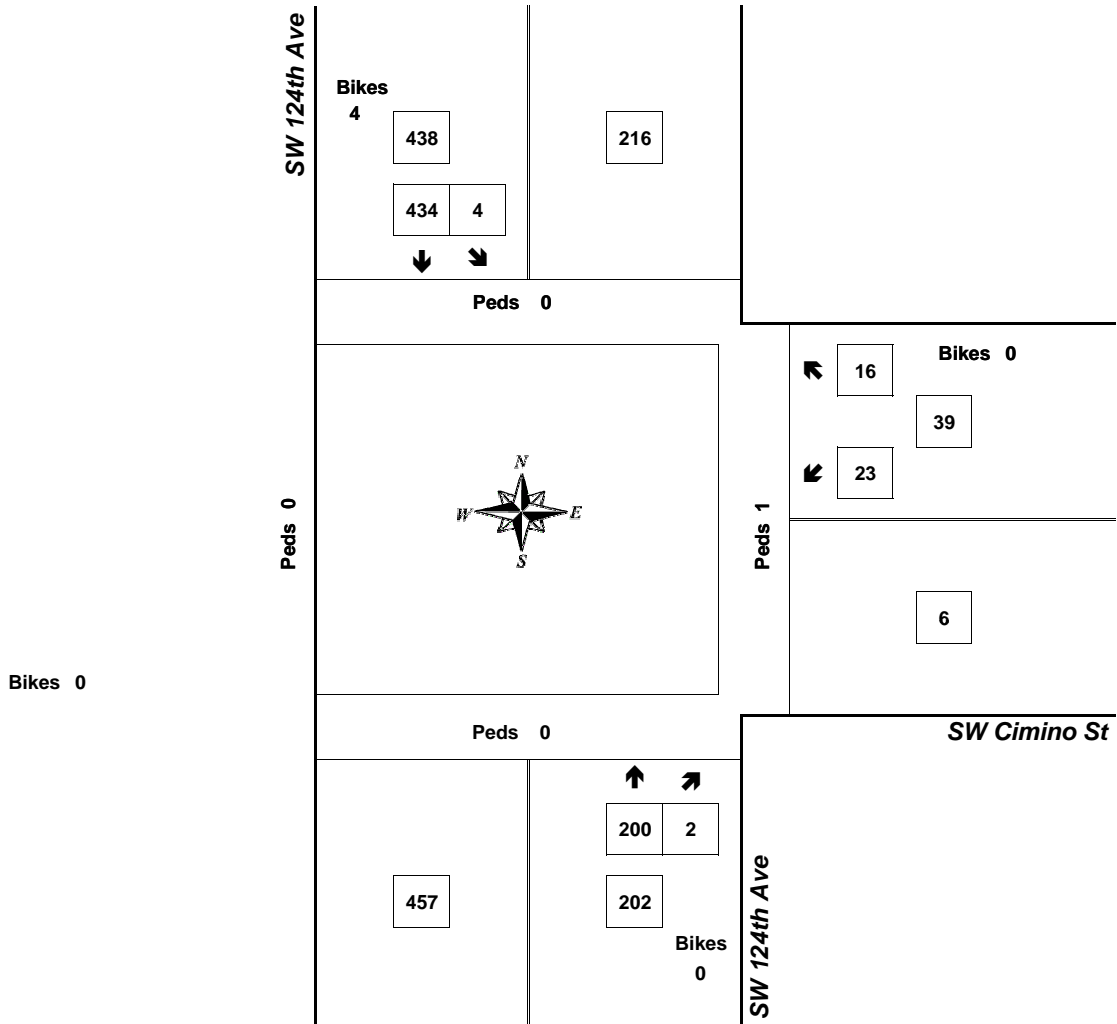 SW 124th Ave
Bikes
4
438
216
434 4
Peds 0
16
Bikes 0
39
23
N
W E
S
Peds 0
Peds 1
6
Bikes 0
Peds 0
SW Cimino St
200 2
457
202
Bikes
0
SW 124th Ave